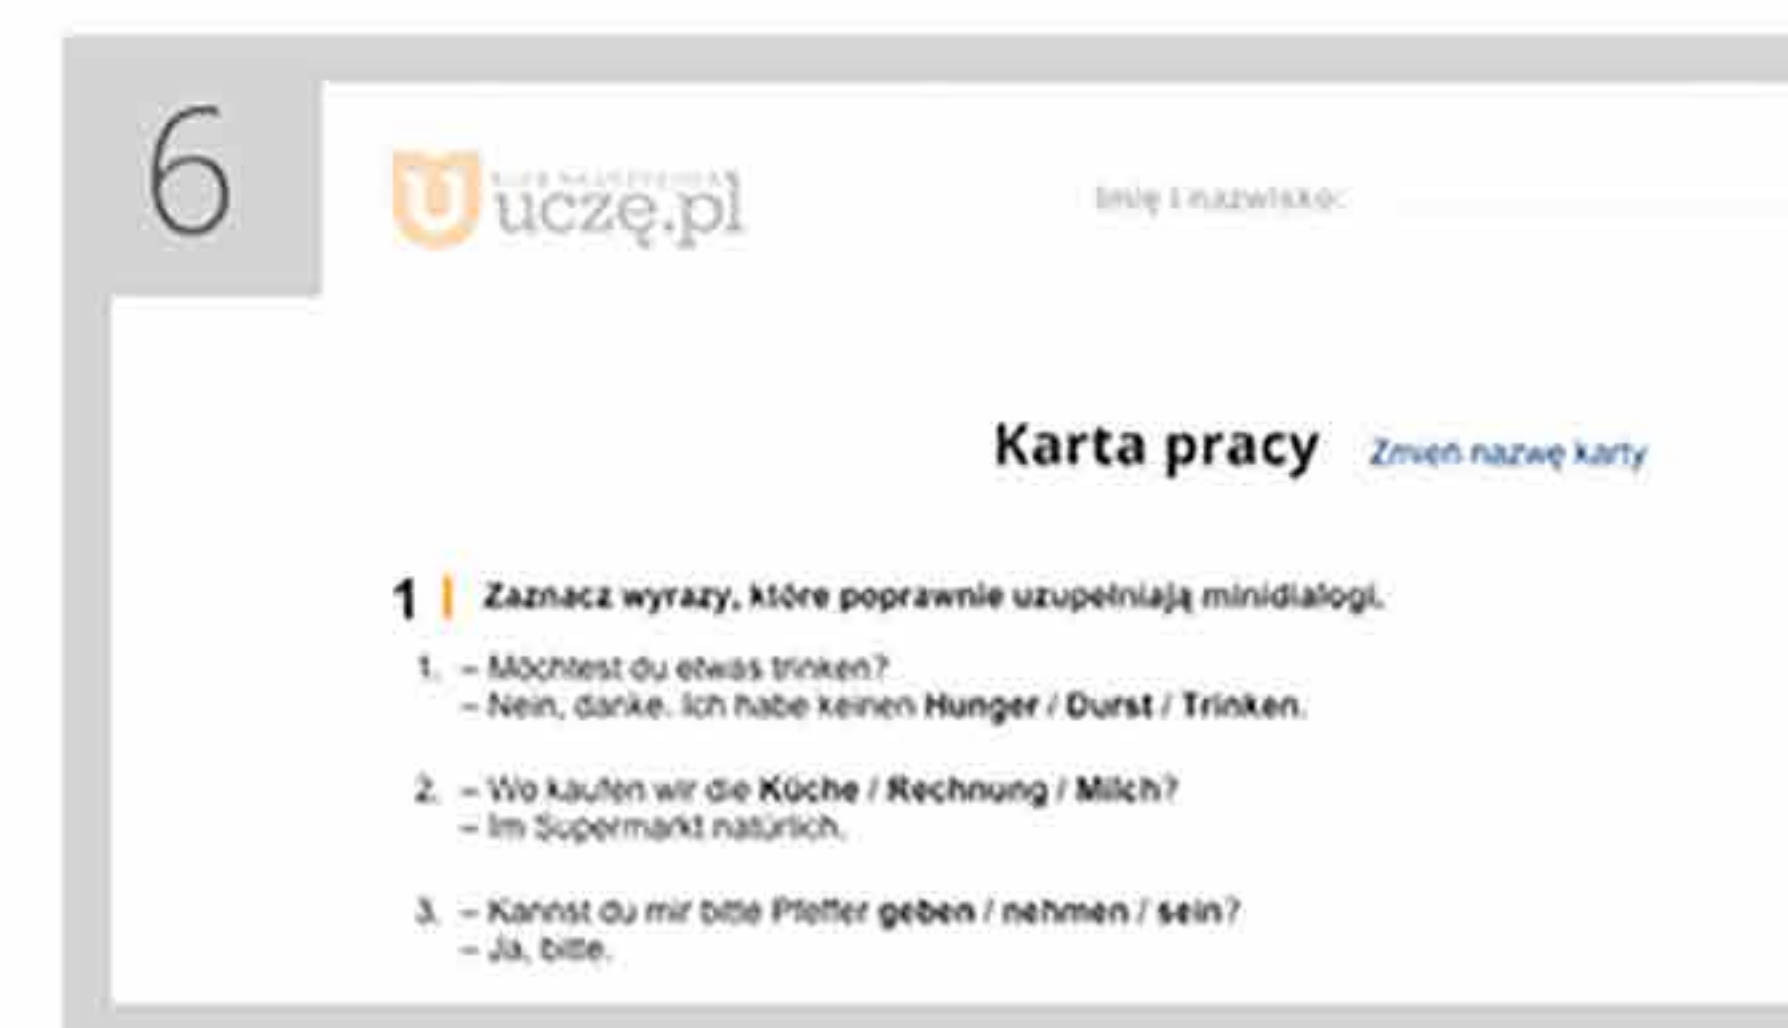 6
uczę.pl
Imię i nazwisko:
Karta pracy Zmień nazwę karty
1 Zaznacz wyrazy, które poprawnie uzupełniają minidialogi.
1. – Möchtest du etwas trinken?
– Nein, danke. Ich habe keinen Hunger / Durst / Trinken.
2. – Wo kaufen wir die Küche / Rechnung / Milch?
– Im Supermarkt natürlich.
3. – Kannst du mir bitte Pfeffer geben / nehmen / sein?
– Ja, bitte.